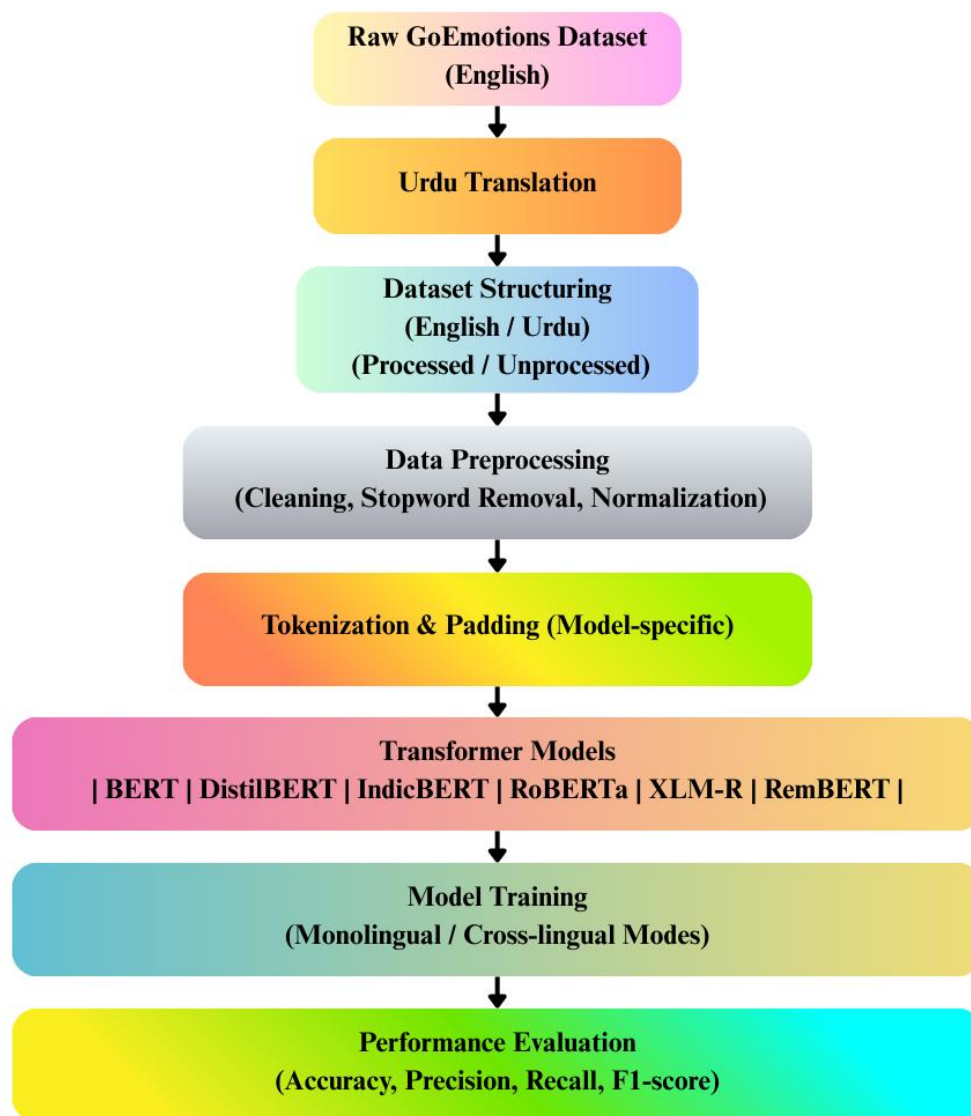 Raw GoEmotions Dataset
(English)
Urdu Translation
Dataset Structuring
(English / Urdu)
(Processed / Unprocessed)
Data Preprocessing
(Cleaning, Stopword Removal, Normalization)
Tokenization & Padding (Model-specific)
Transformer Models
| BERT | DistilBERT | IndicBERT | RoBERTa | XLM-R | RemBERT |
Model Training
(Monolingual / Cross-lingual Modes)
Performance Evaluation
(Accuracy, Precision, Recall, F1-score)